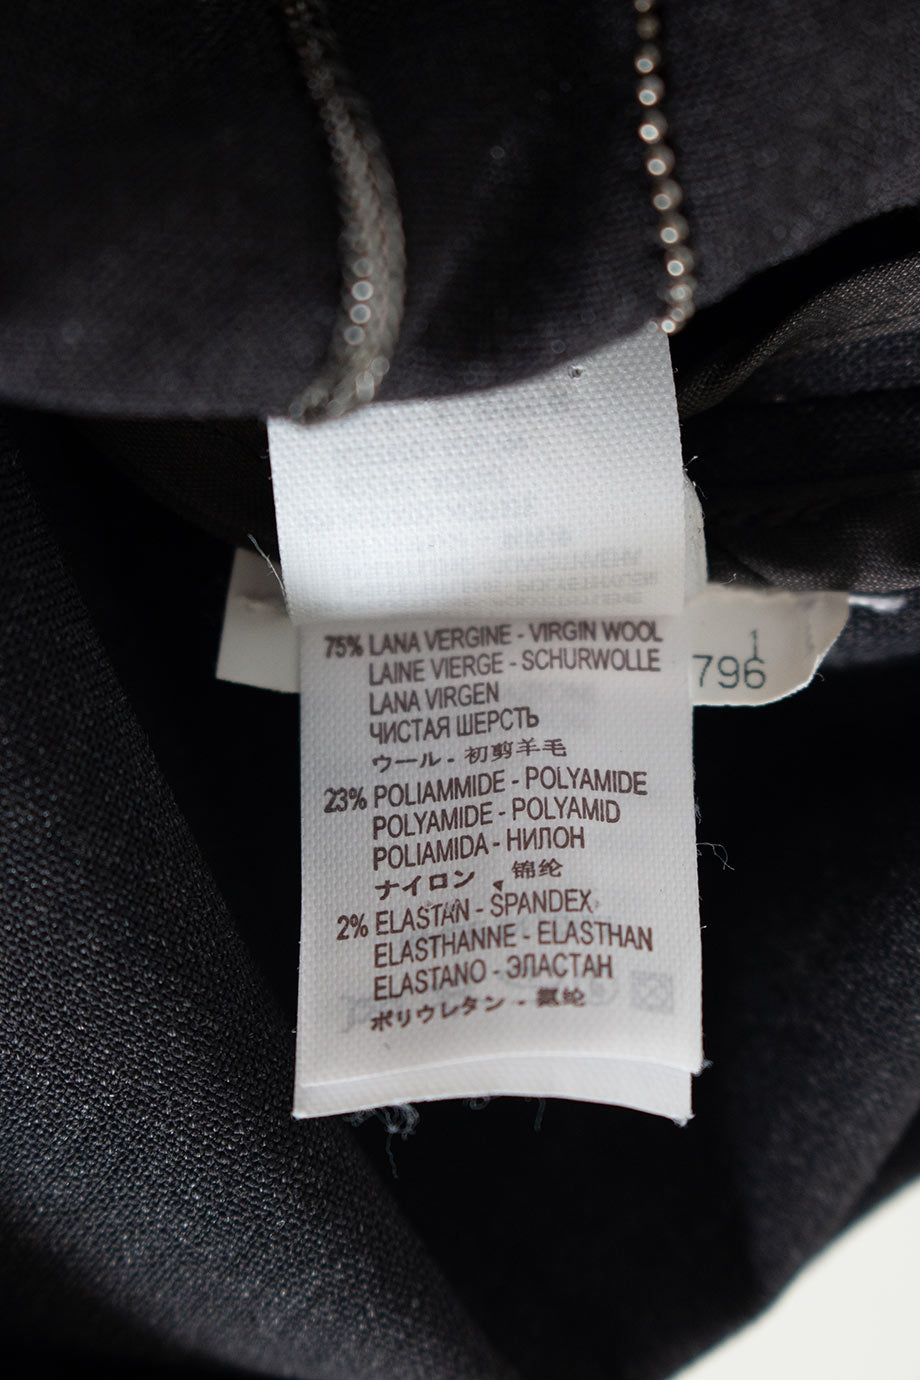 75% LANA VERGINE - VIRGIN WOOL
LAINE VIERGE - SCHURWOLLE
LANA VIRGEN
ЧИСТАЯ ШЕРСТЬ
ウール - 初剪羊毛
23% POLIAMMIDE - POLYAMIDE
POLYAMIDE - POLYAMID
POLIAMIDA - НИЛОН
ナイロン 锦纶
2% ELASTAN - SPANDEX
ELASTHANNE - ELASTHAN
ELASTANO - ЭЛАСТАН
ポリウレタン - 氨纶
1
796